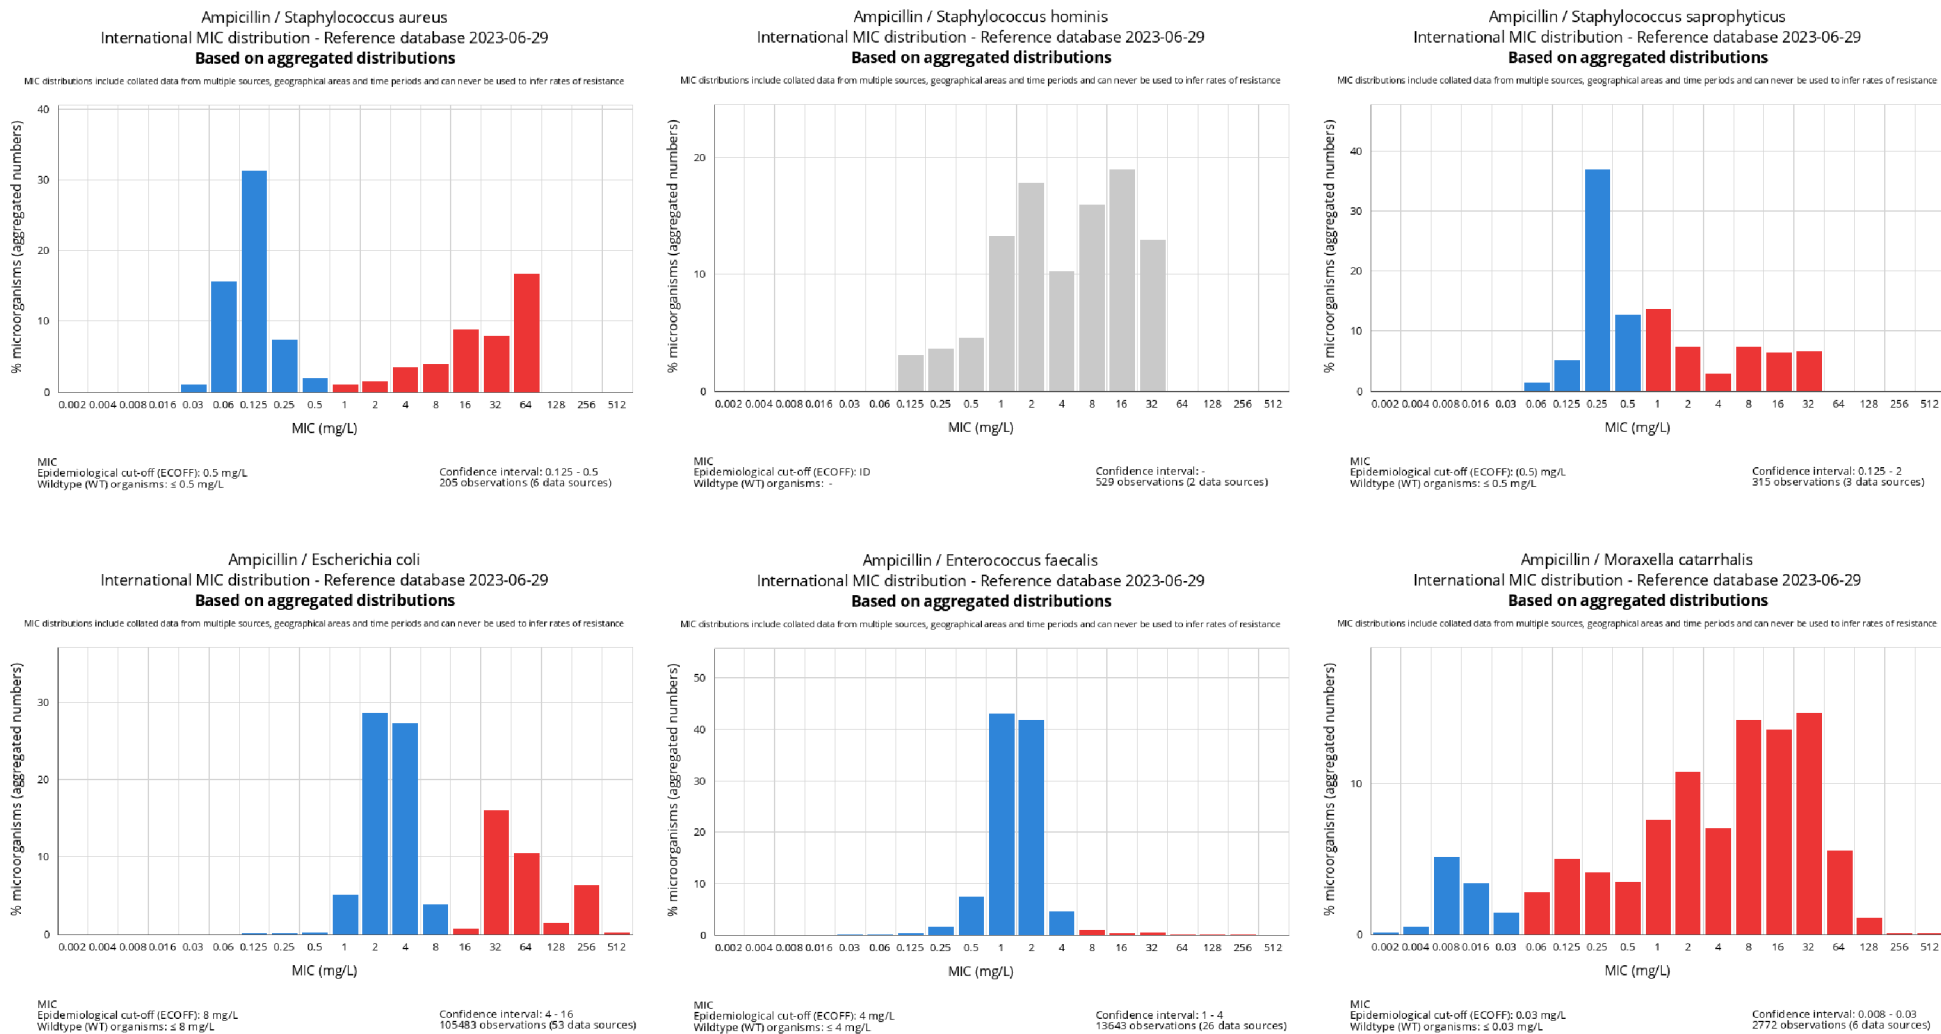 Ampicillin / Staphylococcus aureus
International MIC distribution - Reference database 2023-06-29
Based on aggregated distributions
MIC distributions include collated data from multiple sources, geographical areas and time periods and can never be used to infer rates of resistance
% microorganisms (aggregated numbers)
40
30
20
10
0
0.002 0.004 0.008 0.016 0.03 0.06 0.125 0.25 0.5 1 2 4 8 16 32 64 128 256 512
MIC (mg/L)
MIC
Epidemiological cut-off (ECOFF): 0.5 mg/L
Wildtype (WT) organisms: ≤ 0.5 mg/L
Confidence interval: 0.125 - 0.5
205 observations (6 data sources)
Ampicillin / Staphylococcus hominis
International MIC distribution - Reference database 2023-06-29
Based on aggregated distributions
MIC distributions include collated data from multiple sources, geographical areas and time periods and can never be used to infer rates of resistance
% microorganisms (aggregated numbers)
20
10
0
0.002 0.004 0.008 0.016 0.03 0.06 0.125 0.25 0.5 1 2 4 8 16 32 64 128 256 512
MIC (mg/L)
MIC
Epidemiological cut-off (ECOFF): ID
Wildtype (WT) organisms: -
Confidence interval: -
529 observations (2 data sources)
Ampicillin / Staphylococcus saprophyticus
International MIC distribution - Reference database 2023-06-29
Based on aggregated distributions
MIC distributions include collated data from multiple sources, geographical areas and time periods and can never be used to infer rates of resistance
% microorganisms (aggregated numbers)
40
30
20
10
0
0.002 0.004 0.008 0.016 0.03 0.06 0.125 0.25 0.5 1 2 4 8 16 32 64 128 256 512
MIC (mg/L)
MIC
Epidemiological cut-off (ECOFF): (0.5) mg/L
Wildtype (WT) organisms: ≤ 0.5 mg/L
Confidence interval: 0.125 - 2
315 observations (3 data sources)
Ampicillin / Escherichia coli
International MIC distribution - Reference database 2023-06-29
Based on aggregated distributions
MIC distributions include collated data from multiple sources, geographical areas and time periods and can never be used to infer rates of resistance
% microorganisms (aggregated numbers)
30
20
10
0
0.002 0.004 0.008 0.016 0.03 0.06 0.125 0.25 0.5 1 2 4 8 16 32 64 128 256 512
MIC (mg/L)
MIC
Epidemiological cut-off (ECOFF): 8 mg/L
Wildtype (WT) organisms: ≤ 8 mg/L
Confidence interval: 4 - 16
105483 observations (53 data sources)
Ampicillin / Enterococcus faecalis
International MIC distribution - Reference database 2023-06-29
Based on aggregated distributions
MIC distributions include collated data from multiple sources, geographical areas and time periods and can never be used to infer rates of resistance
% microorganisms (aggregated numbers)
50
40
30
20
10
0
0.002 0.004 0.008 0.016 0.03 0.06 0.125 0.25 0.5 1 2 4 8 16 32 64 128 256 512
MIC (mg/L)
MIC
Epidemiological cut-off (ECOFF): 4 mg/L
Wildtype (WT) organisms: ≤ 4 mg/L
Confidence interval: 1 - 4
13643 observations (26 data sources)
Ampicillin / Moraxella catarrhalis
International MIC distribution - Reference database 2023-06-29
Based on aggregated distributions
MIC distributions include collated data from multiple sources, geographical areas and time periods and can never be used to infer rates of resistance
% microorganisms (aggregated numbers)
10
0
0.002 0.004 0.008 0.016 0.03 0.06 0.125 0.25 0.5 1 2 4 8 16 32 64 128 256 512
MIC (mg/L)
MIC
Epidemiological cut-off (ECOFF): 0.03 mg/L
Wildtype (WT) organisms: ≤ 0.03 mg/L
Confidence interval: 0.008 - 0.03
2772 observations (6 data sources)